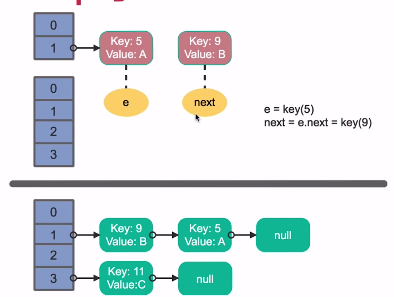 0
1
Key: 5
Value: A
Key: 9
Value: B
0
1
2
3
e
next
e = key(5)
next = e.next = key(9)
0
1
2
3
Key: 9
Value: B
Key: 5
Value: A
null
Key: 11
Value:C
null